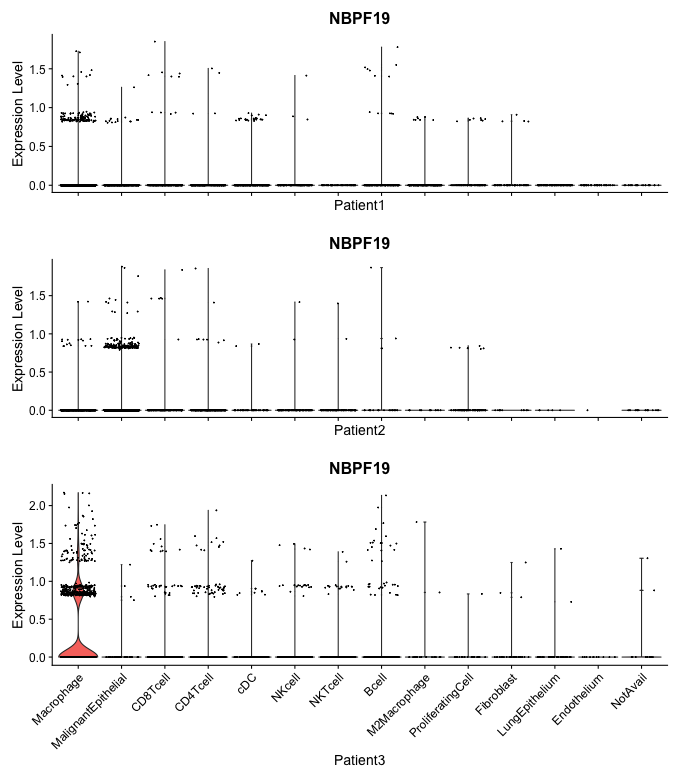 NBPF19
Expression Level
1.5
1.0
0.5
0.0
Patient1
NBPF19
Expression Level
1.5
1.0
0.5
0.0
Patient2
NBPF19
Expression Level
2.0
1.5
1.0
0.5
0.0
Macrophage
MalignantEpithelial
CD8Tcell
CD4Tcell
cDC
NKcell
NKTcell
Bcell
M2Macrophage
ProliferatingCell
Fibroblast
LungEpithelium
Endothelium
NotAvail
Patient3